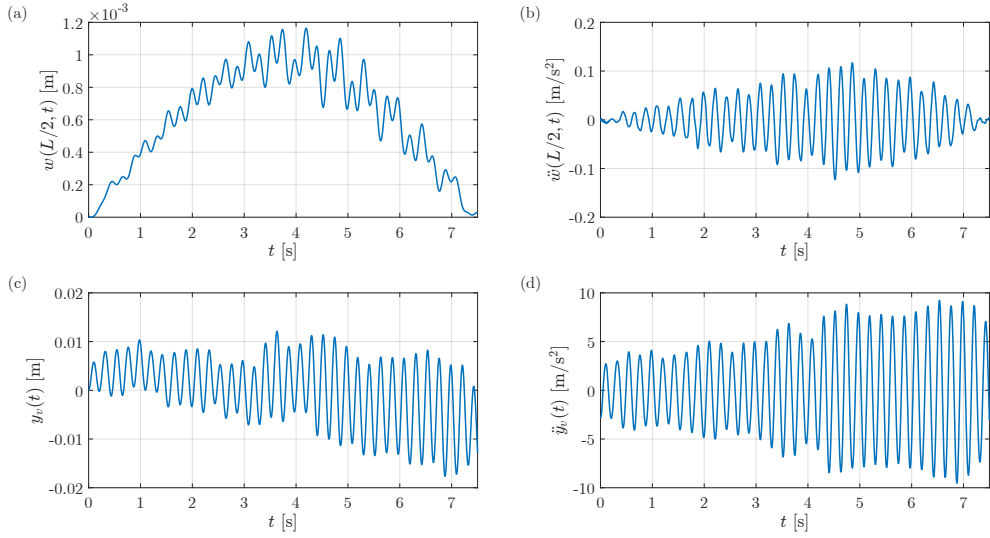 (a)
×10⁻³
1.2
1
0.8
0.6
0.4
0.2
0
w(L/2, t) [m]
0 1 2 3 4 5 6 7
t [s]
(b)
0.2
0.1
0
-0.1
-0.2
ẅ(L/2, t) [m/s²]
0 1 2 3 4 5 6 7
t [s]
(c)
0.02
0.01
0
-0.01
-0.02
y_v(t) [m]
0 1 2 3 4 5 6 7
t [s]
(d)
10
5
0
-5
-10
ÿ_v(t) [m/s²]
0 1 2 3 4 5 6 7
t [s]